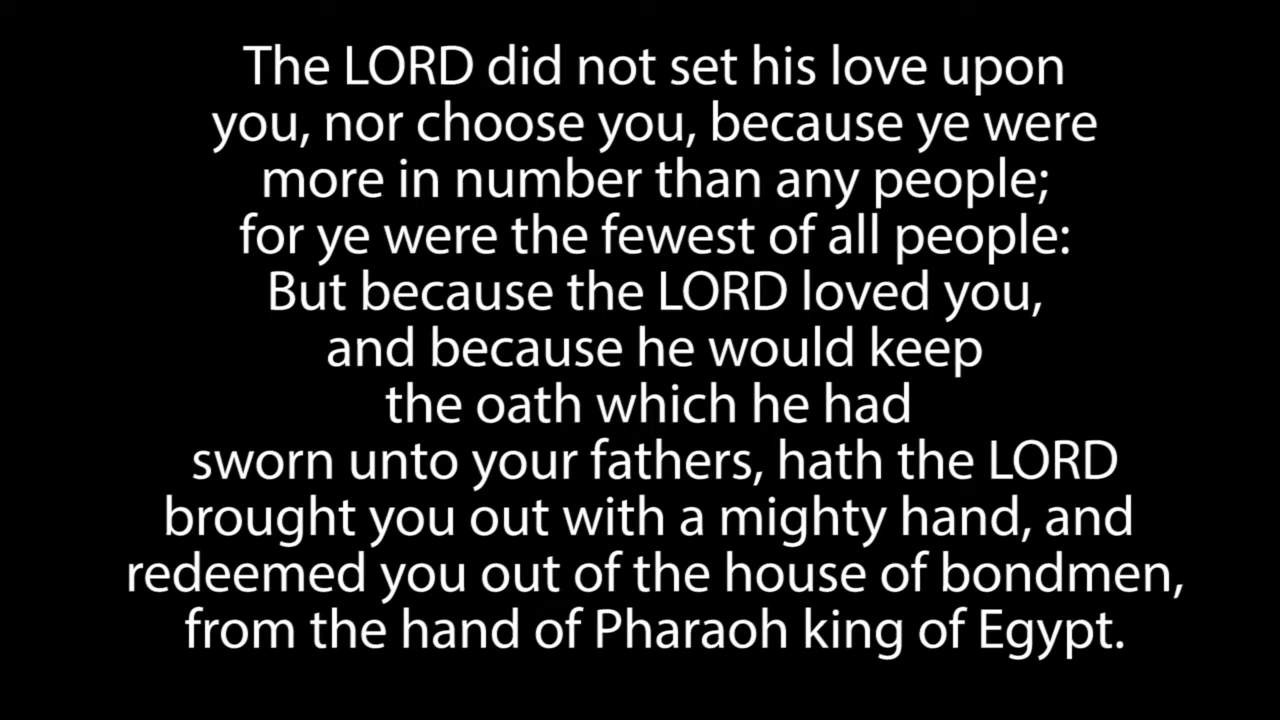 The LORD did not set his love upon
you, nor choose you, because ye were
more in number than any people;
for ye were the fewest of all people:
But because the LORD loved you,
and because he would keep
the oath which he had
sworn unto your fathers, hath the LORD
brought you out with a mighty hand, and
redeemed you out of the house of bondmen,
from the hand of Pharaoh king of Egypt.